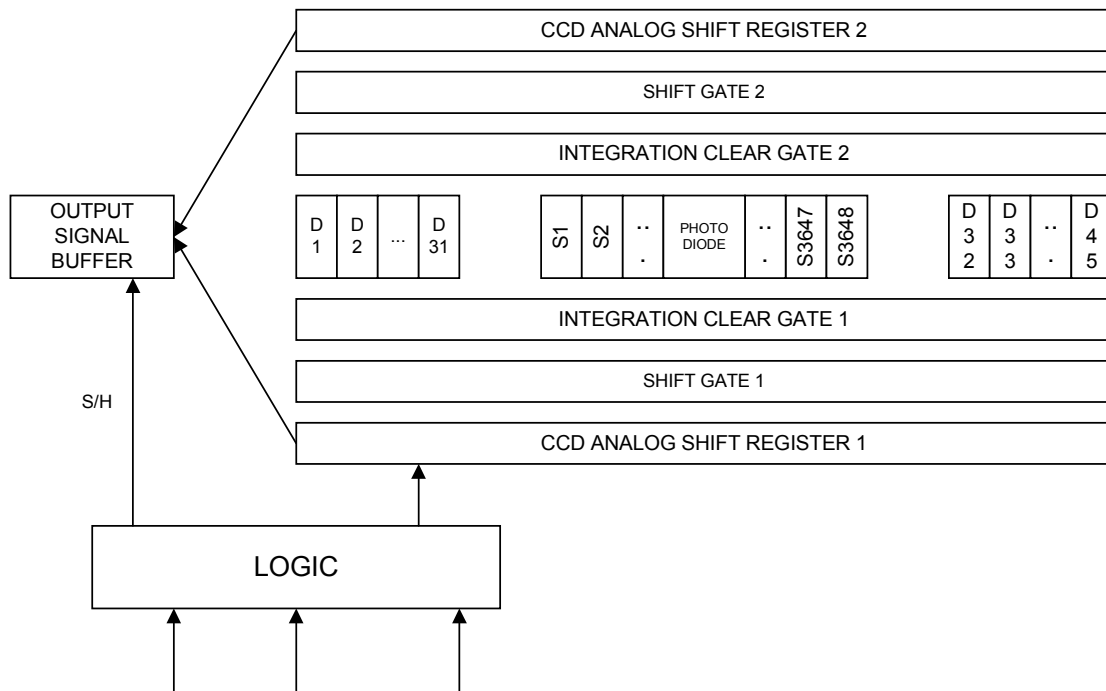 CCD ANALOG SHIFT REGISTER 2
SHIFT GATE 2
INTEGRATION CLEAR GATE 2
OUTPUT
SIGNAL
BUFFER
D
1
D
2
...
D
31
S1
S2
..
.
PHOTO
DIODE
..
.
S3647
S3648
D
3
2
D
3
3
..
.
D
4
5
INTEGRATION CLEAR GATE 1
SHIFT GATE 1
S/H
CCD ANALOG SHIFT REGISTER 1
LOGIC